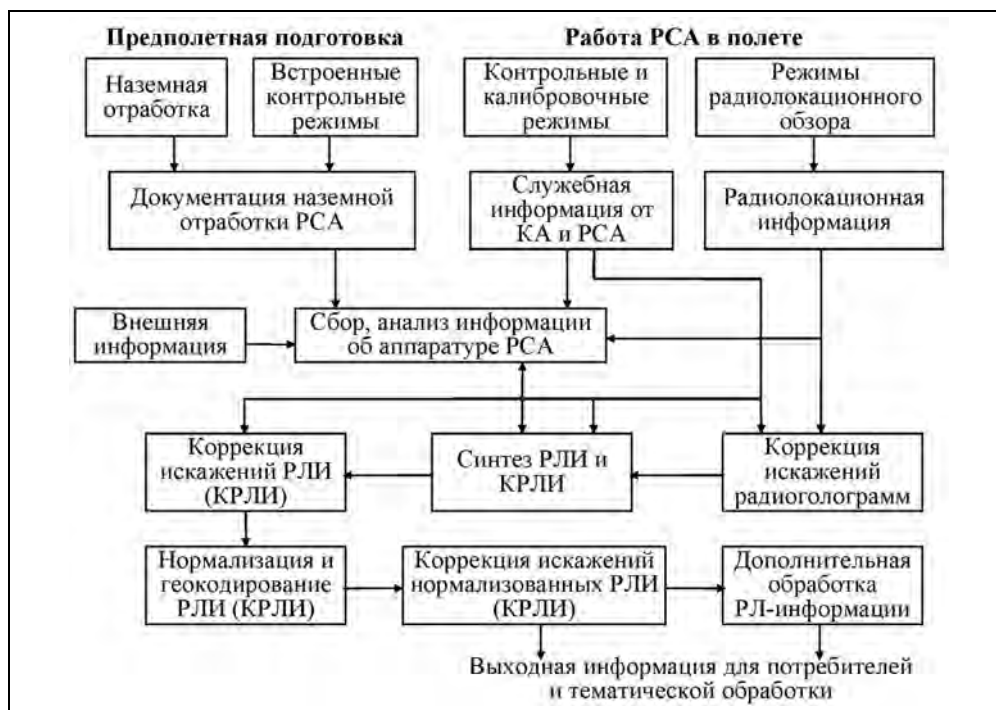 Предполетная подготовка
Работа РСА в полете
Наземная
отработка
Встроенные
контрольные
режимы
Контрольные и
калибровочные
режимы
Режимы
радиолокационного
обзора
Документация наземной
отработки РСА
Служебная
информация от
КА и РСА
Радиолокационная
информация
Внешняя
информация
Сбор, анализ информации
об аппаратуре РСА
Коррекция
искажений РЛИ
(КРЛИ)
Синтез РЛИ и
КРЛИ
Коррекция
искажений
радиоголограмм
Нормализация и
геокодирование
РЛИ (КРЛИ)
Коррекция искажений
нормализованных РЛИ
(КРЛИ)
Дополнительная
обработка
РЛ-информации
Выходная информация для потребителей
и тематической обработки